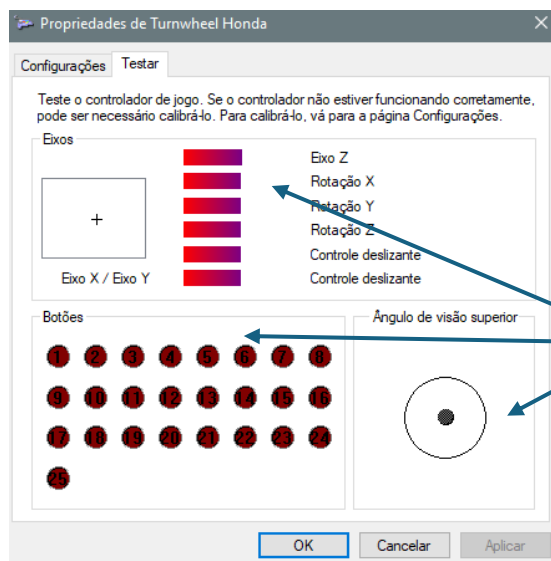 Propriedades de Turnwheel Honda
Configurações Testar
Teste o controlador de jogo. Se o controlador não estiver funcionando corretamente,
pode ser necessário calibrá-lo. Para calibrá-lo, vá para a página Configurações.
Eixos
Eixo Z
Rotação X
Rotação Y
Rotação Z
Controle deslizante
Controle deslizante
Eixo X / Eixo Y
Botões
Ângulo de visão superior
1 2 3 4 5 6 7 8
9 10 11 12 13 14 15 16
17 18 19 20 21 22 23 24
25
OK Cancelar Aplicar